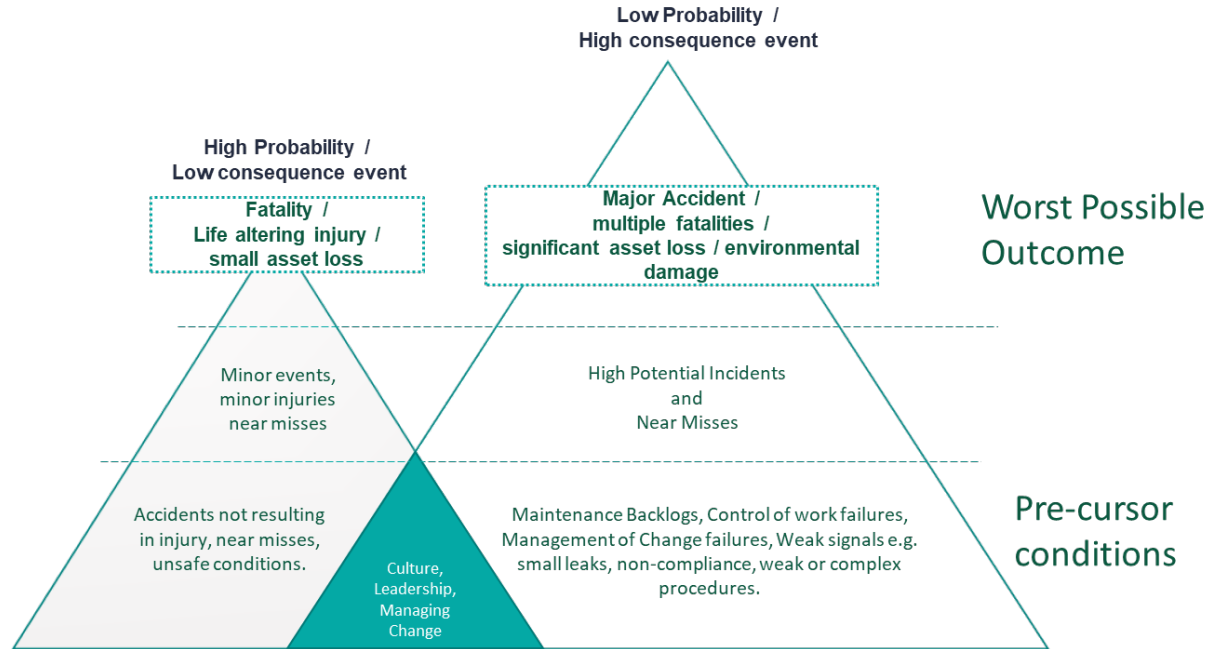 Low Probability /
High consequence event
High Probability /
Low consequence event
Fatality /
Life altering injury /
small asset loss
Major Accident /
multiple fatalities /
significant asset loss / environmental
damage
Worst Possible
Outcome
Minor events,
minor injuries
near misses
High Potential Incidents
and
Near Misses
Accidents not resulting
in injury, near misses,
unsafe conditions.
Culture,
Leadership,
Managing
Change
Maintenance Backlogs, Control of work failures,
Management of Change failures, Weak signals e.g.
small leaks, non-compliance, weak or complex
procedures.
Pre-cursor
conditions